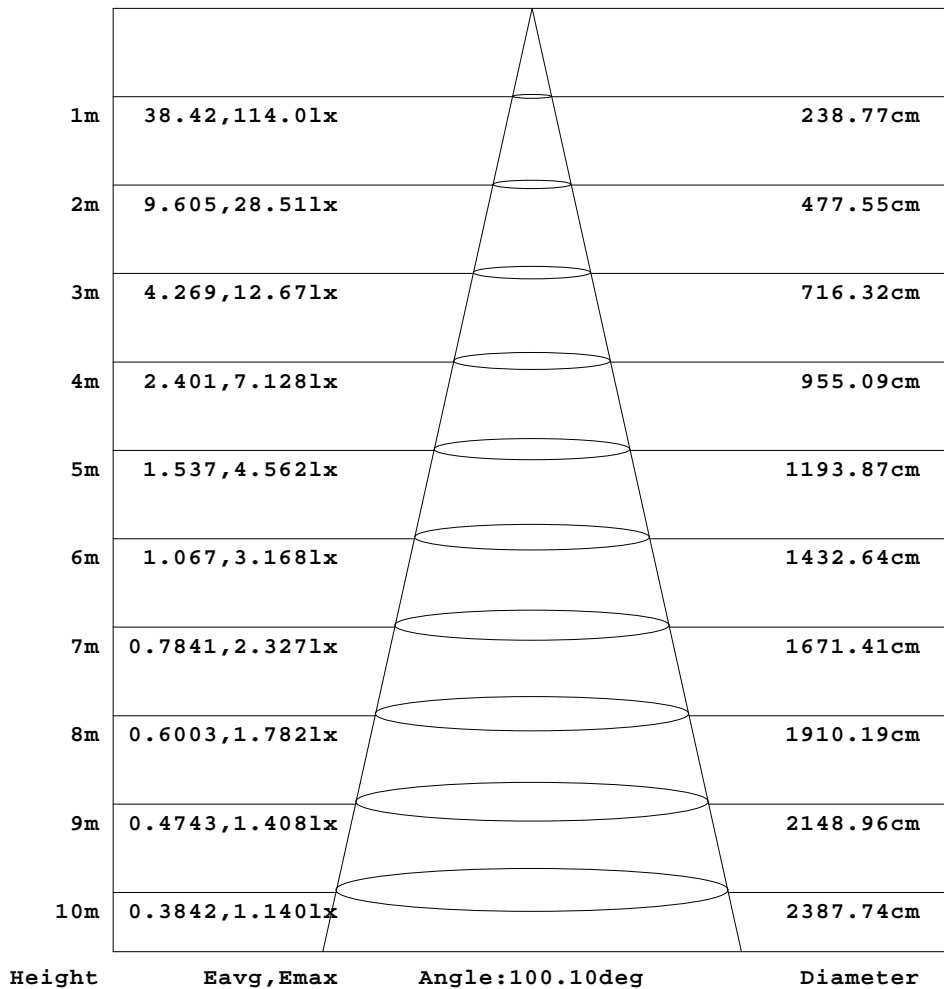 1m 38.42,114.0lx 238.77cm
2m 9.605,28.51lx 477.55cm
3m 4.269,12.67lx 716.32cm
4m 2.401,7.128lx 955.09cm
5m 1.537,4.562lx 1193.87cm
6m 1.067,3.168lx 1432.64cm
7m 0.7841,2.327lx 1671.41cm
8m 0.6003,1.782lx 1910.19cm
9m 0.4743,1.408lx 2148.96cm
10m 0.3842,1.140lx 2387.74cm
Height Eavg,Emax Angle:100.10deg Diameter